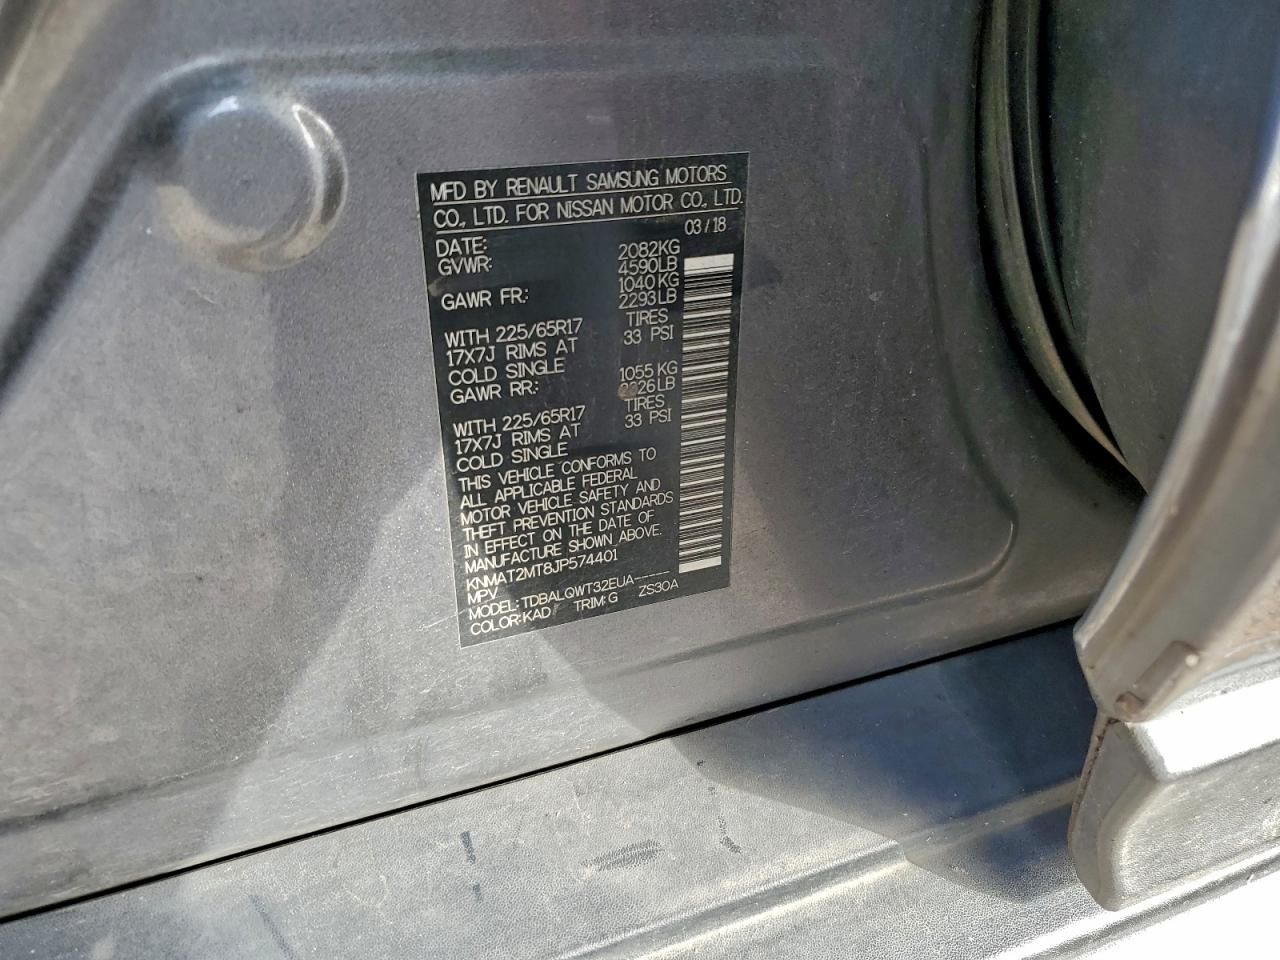 MFD BY RENAULT SAMSUNG MOTORS
CO., LTD. FOR NISSAN MOTOR CO., LTD.
DATE: 03/18
GVWR: 2082KG
4590LB
GAWR FR: 1040KG
2293LB
WITH 225/65R17 TIRES
17X7J RIMS AT 33 PSI
COLD SINGLE
GAWR RR: 1055KG
2326LB
WITH 225/65R17 TIRES
17X7J RIMS AT 33 PSI
COLD SINGLE
THIS VEHICLE CONFORMS TO
ALL APPLICABLE FEDERAL
MOTOR VEHICLE SAFETY AND
THEFT PREVENTION STANDARDS
IN EFFECT ON THE DATE OF
MANUFACTURE SHOWN ABOVE.
KNMAT2MT8JP574401
MPV
MODEL: TDBALQWT32EUA-----
COLOR: KAD TRIM: G ZS30A